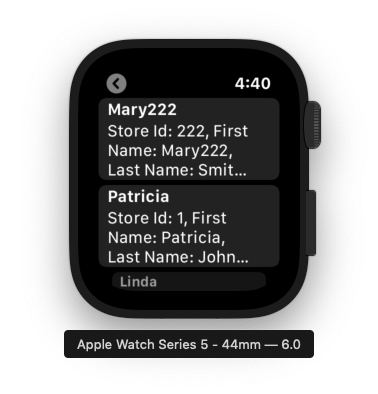 4:40
Mary222
Store Id: 222, First
Name: Mary222,
Last Name: Smit...
Patricia
Store Id: 1, First
Name: Patricia,
Last Name: John...
Linda
Apple Watch Series 5 - 44mm — 6.0